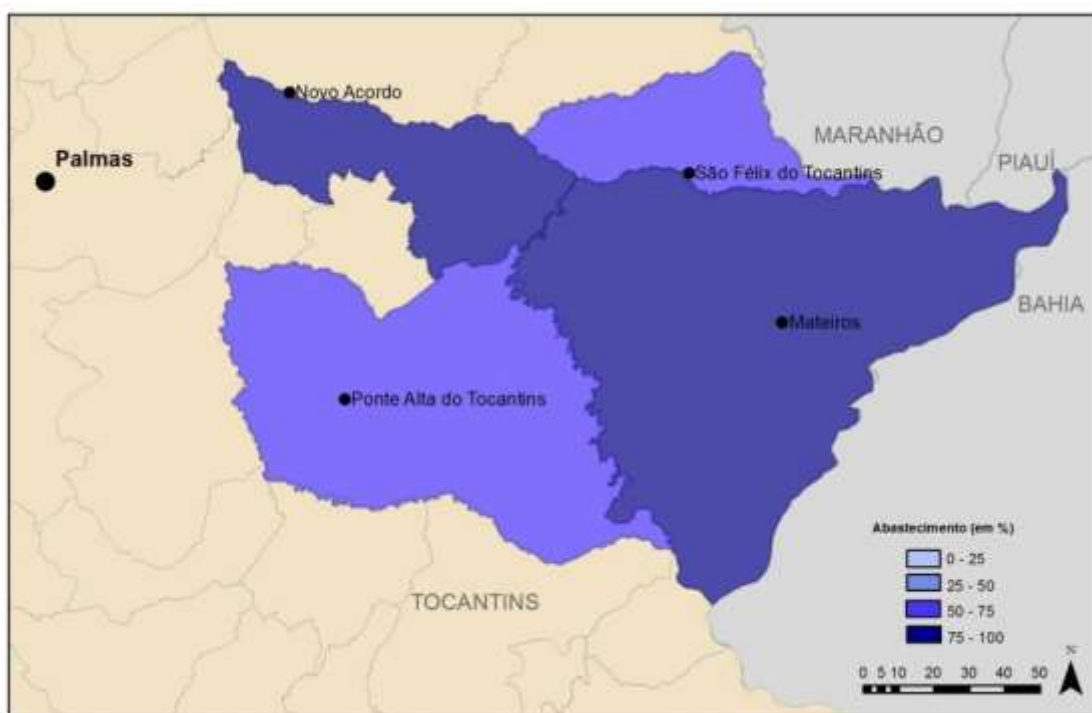 Novo Acordo
Palmas
MARANHÃO
PIAUÍ
São Félix do Tocantins
BAHIA
Mateiros
Ponte Alta do Tocantins
TOCANTINS
Abastecimento (em %)
0 - 25
25 - 50
50 - 75
75 - 100
N
0 5 10 20 30 40 50